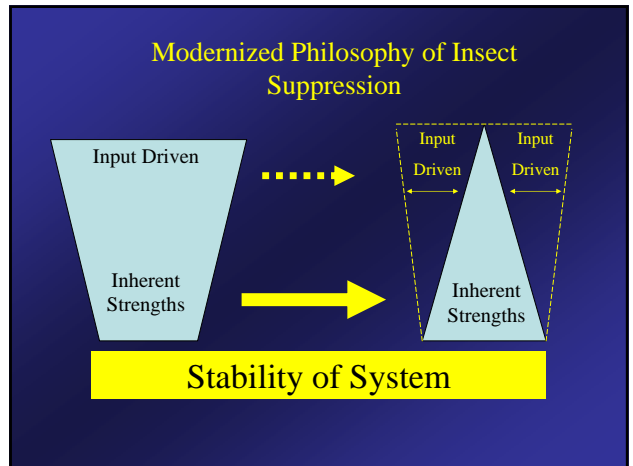 Modernized Philosophy of Insect
Suppression
Input Driven
Inherent
Strengths
Input
Driven
Input
Driven
Inherent
Strengths
Stability of System